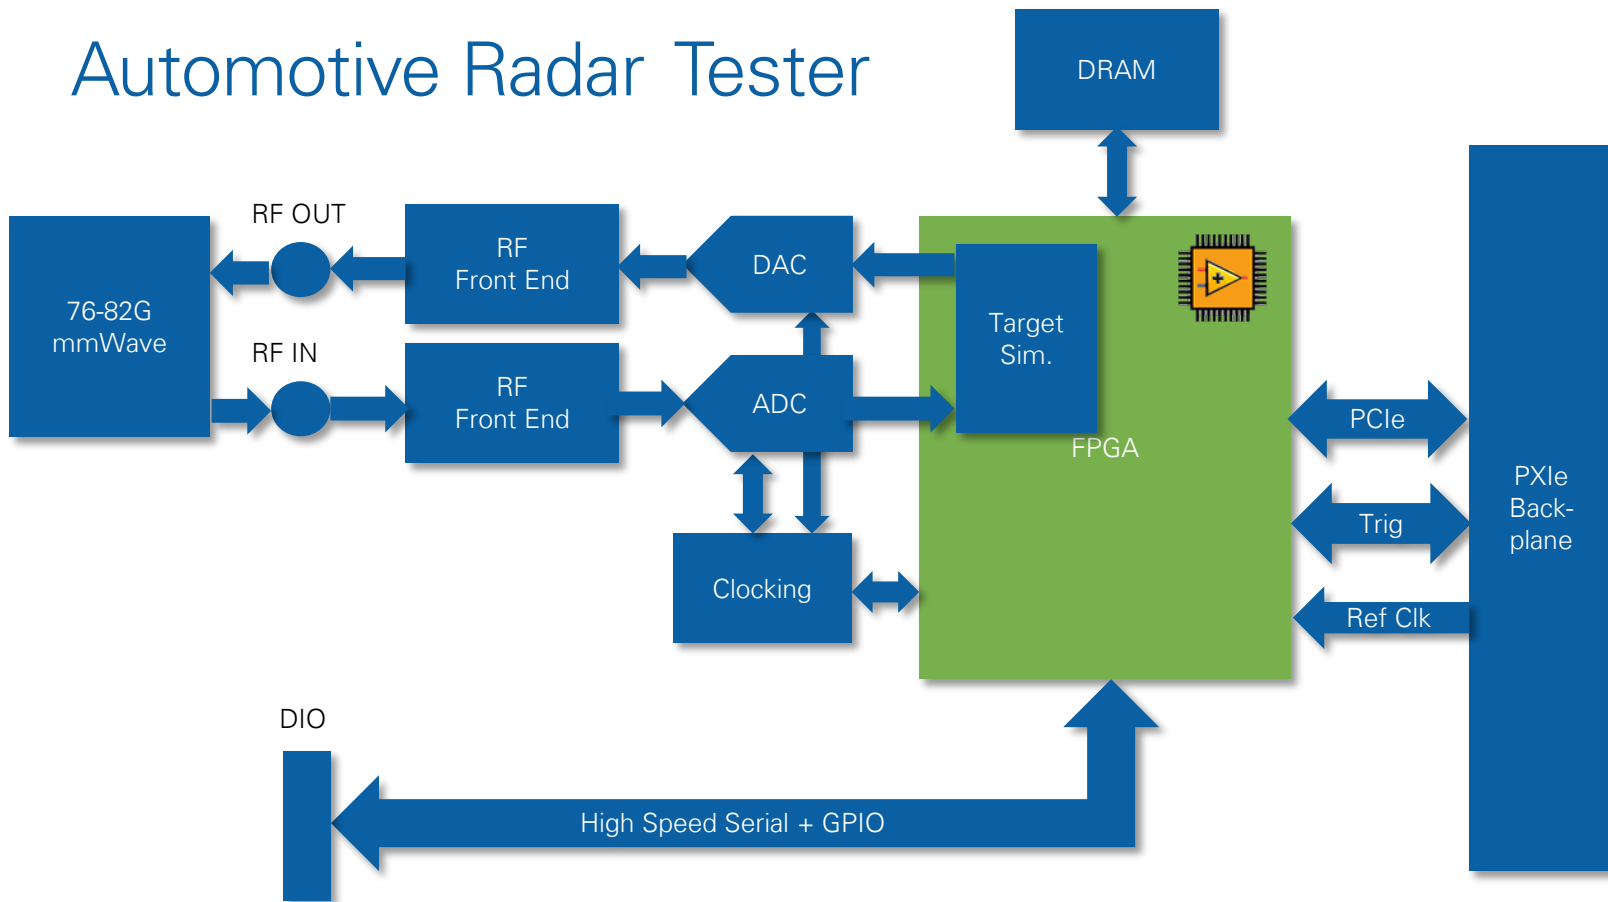 Automotive Radar Tester
DRAM
RF OUT
RF
Front End
DAC
76-82G
mmWave
Target
Sim.
RF IN
RF
Front End
ADC
FPGA
PCIe
Trig
Ref Clk
PXIe
Back-
plane
Clocking
DIO
High Speed Serial + GPIO